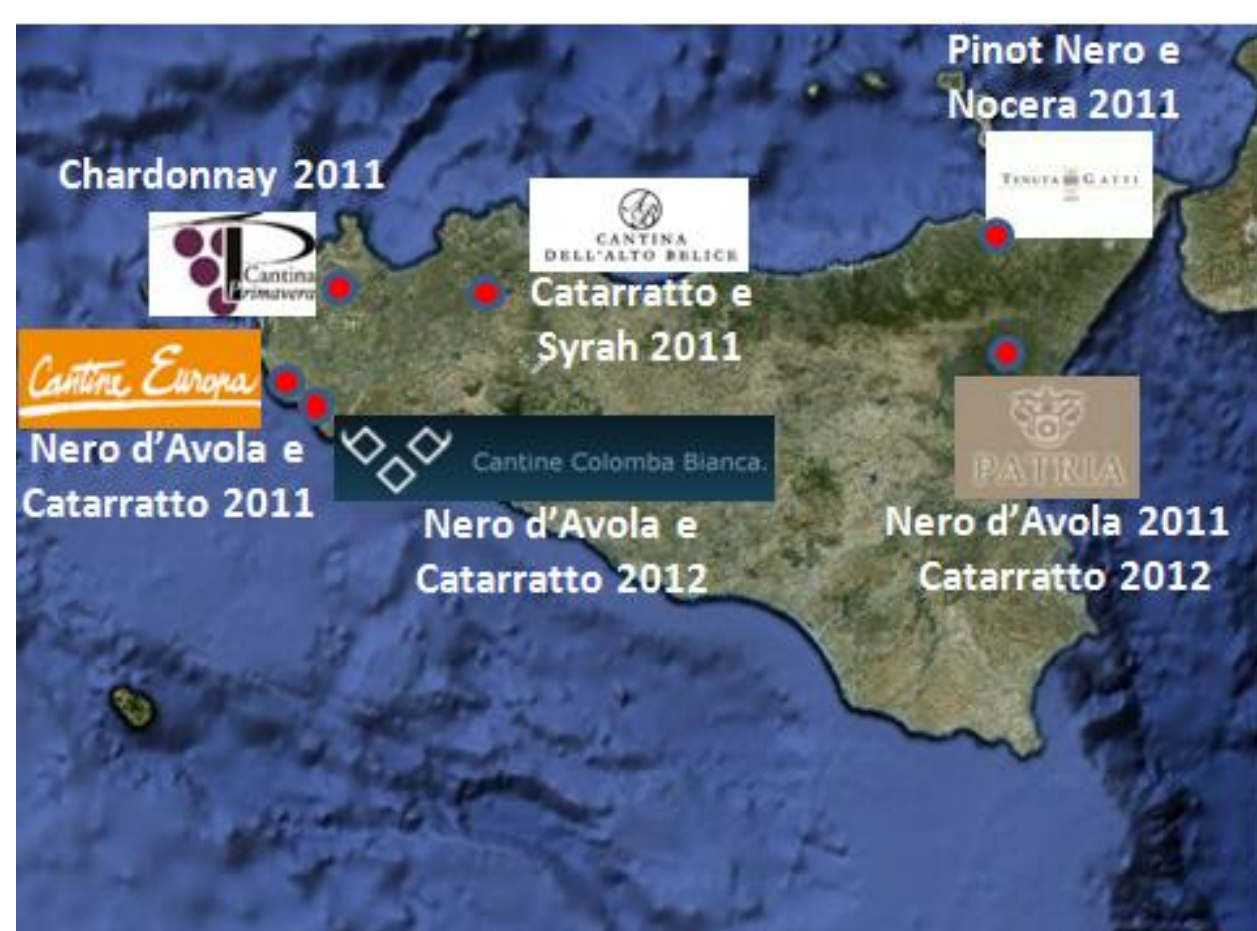 Pinot Nero e
Nocera 2011
TENUTA GATTI
Chardonnay 2011
Cantina
Primavera
CANTINA
DELL'ALTO BELICE
Catarratto e
Syrah 2011
Cantine Europa
Nero d'Avola e
Catarratto 2011
Cantine Colomba Bianca.
Nero d'Avola e
Catarratto 2012
PATRIA
Nero d'Avola 2011
Catarratto 2012